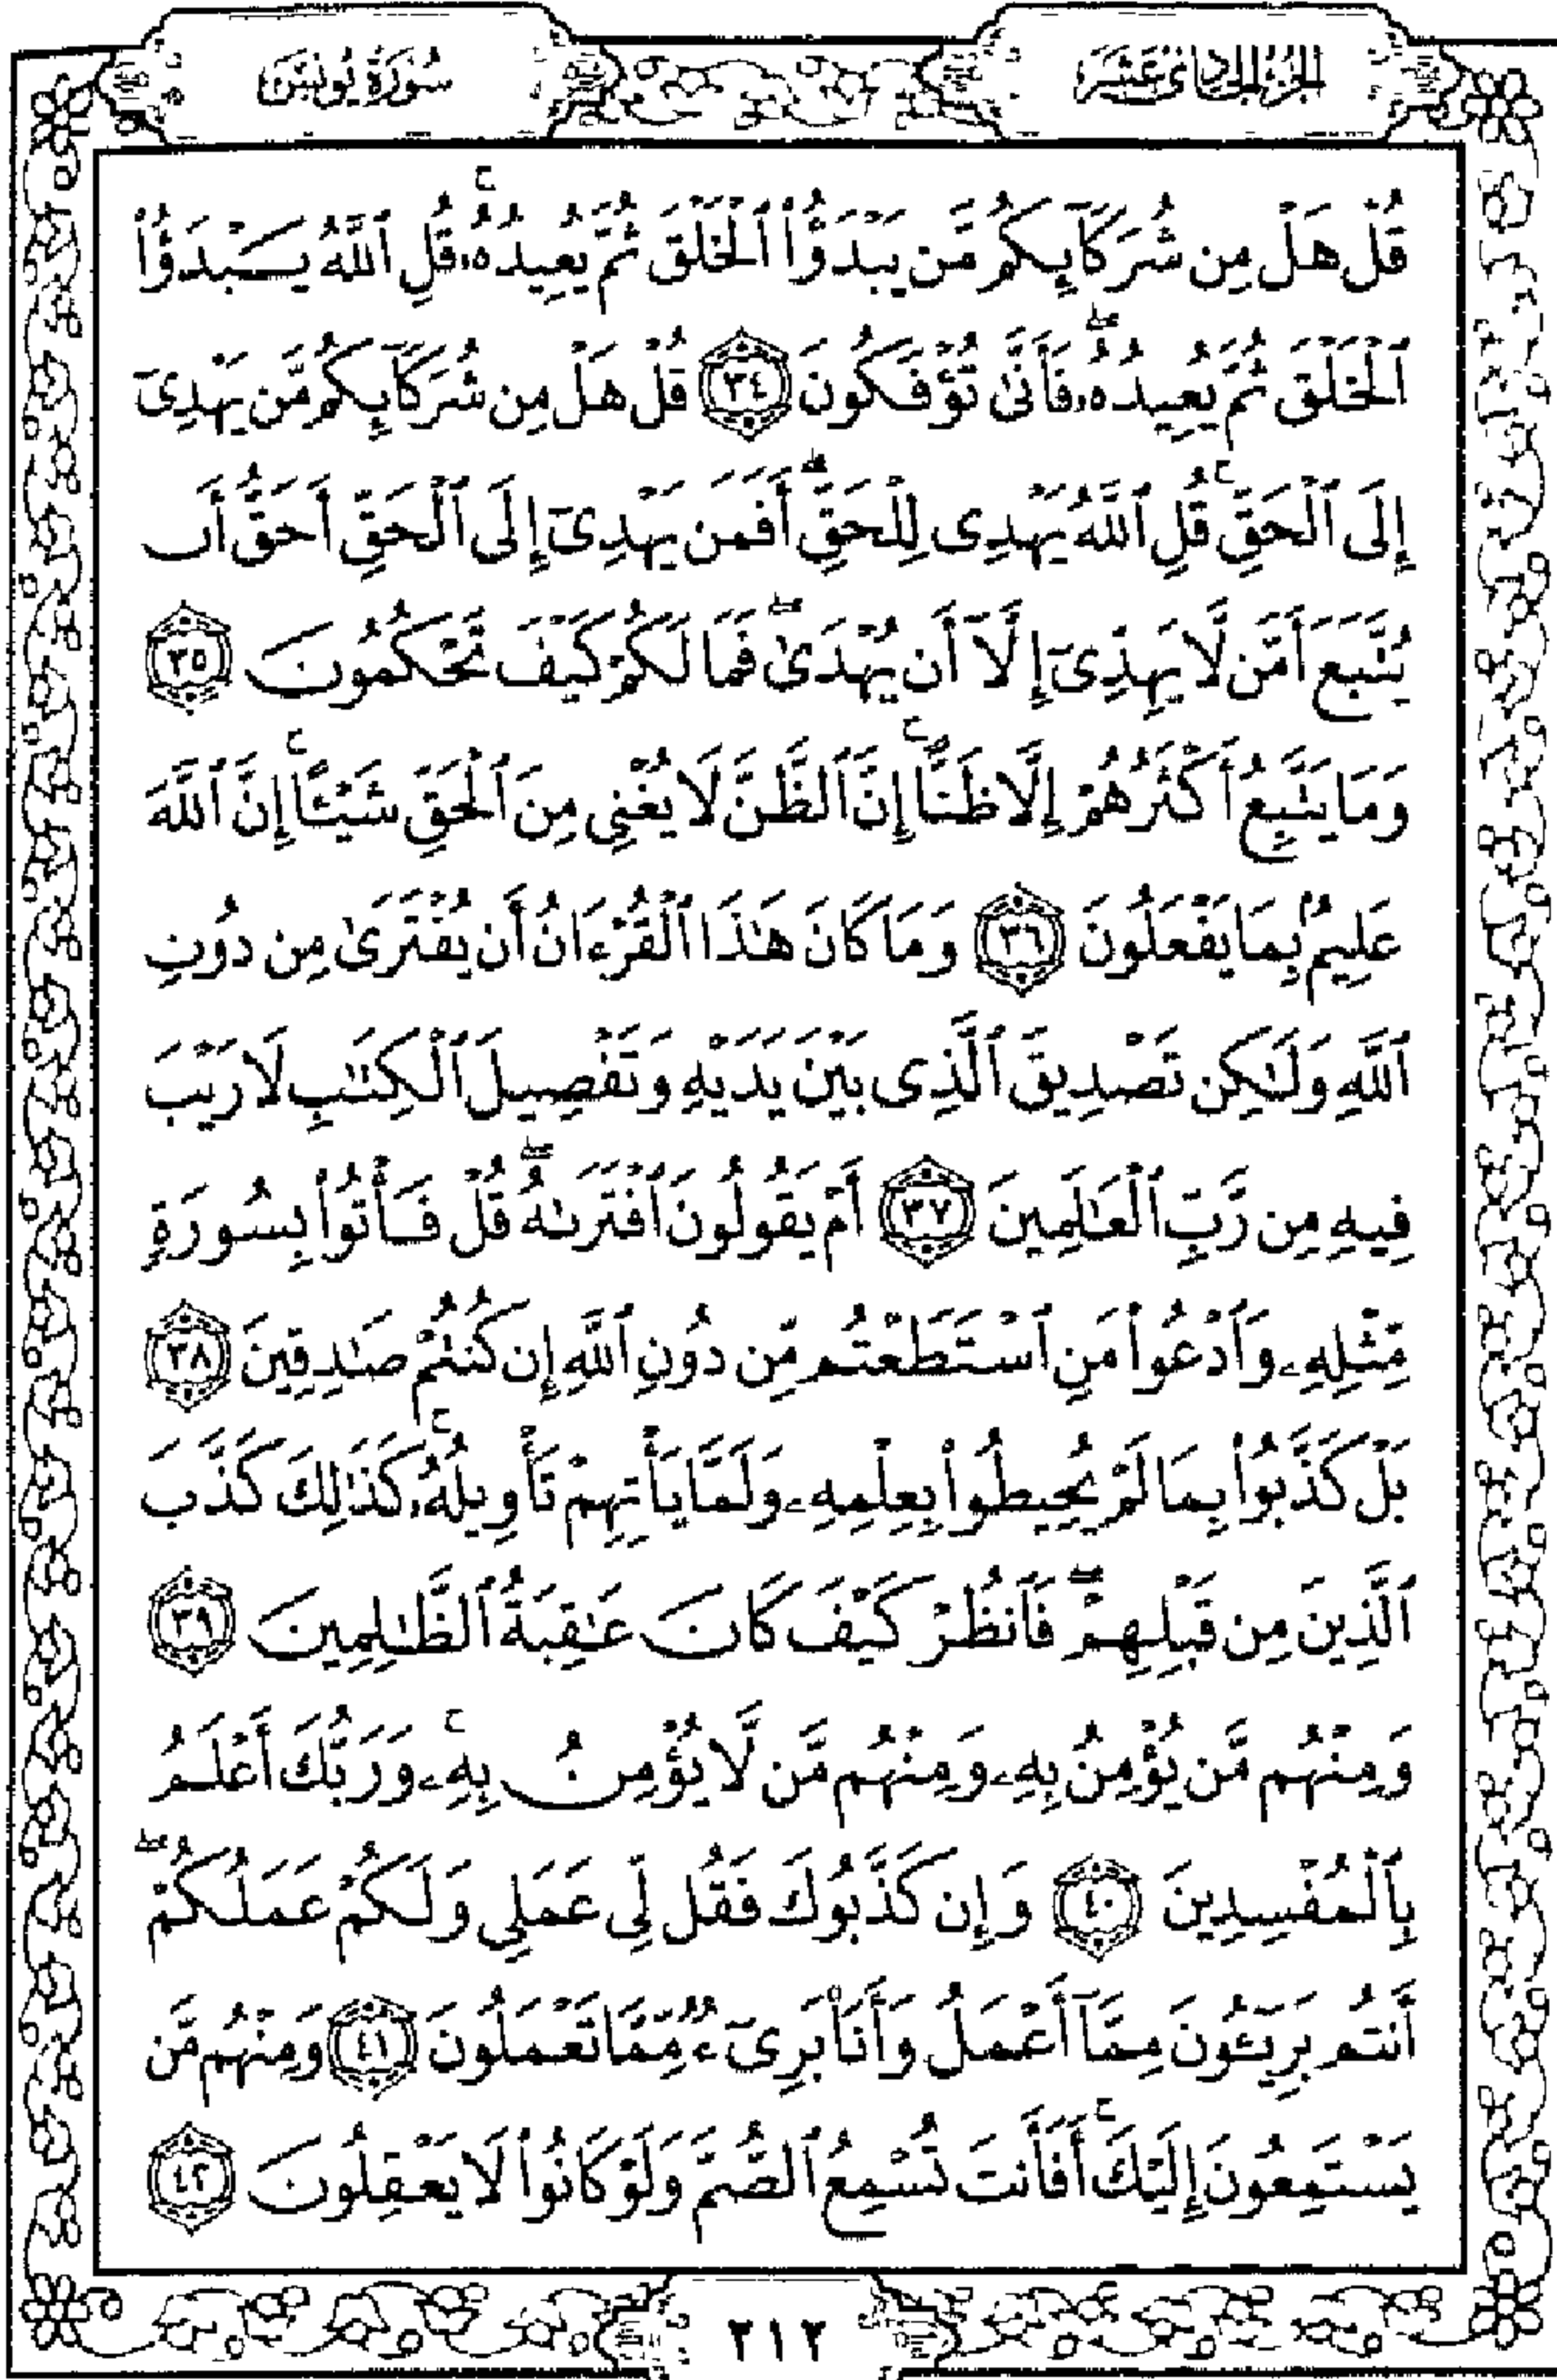 الجزء الحادي عشر
سورة يونس
قُلْ هَلْ مِن شُرَكَآئِكُم مَّن يَبْدَؤُا۟ ٱلْخَلْقَ ثُمَّ يُعِيدُهُۥ ۚ قُلِ ٱللَّهُ يَبْدَؤُا۟
ٱلْخَلْقَ ثُمَّ يُعِيدُهُۥ ۖ فَأَنَّىٰ تُؤْفَكُونَ ٣٤ قُلْ هَلْ مِن شُرَكَآئِكُم مَّن يَهْدِىٓ
إِلَى ٱلْحَقِّ ۚ قُلِ ٱللَّهُ يَهْدِى لِلْحَقِّ ۗ أَفَمَن يَهْدِىٓ إِلَى ٱلْحَقِّ أَحَقُّ أَن
يُتَّبَعَ أَمَّن لَّا يَهِدِّىٓ إِلَّآ أَن يُهْدَىٰ ۖ فَمَا لَكُمْ كَيْفَ تَحْكُمُونَ ٣٥
وَمَا يَتَّبِعُ أَكْثَرُهُمْ إِلَّا ظَنًّا ۚ إِنَّ ٱلظَّنَّ لَا يُغْنِى مِنَ ٱلْحَقِّ شَيْـًٔا ۚ إِنَّ ٱللَّهَ
عَلِيمٌۢ بِمَا يَفْعَلُونَ ٣٦ وَمَا كَانَ هَـٰذَا ٱلْقُرْءَانُ أَن يُفْتَرَىٰ مِن دُونِ
ٱللَّهِ وَلَـٰكِن تَصْدِيقَ ٱلَّذِى بَيْنَ يَدَيْهِ وَتَفْصِيلَ ٱلْكِتَـٰبِ لَا رَيْبَ
فِيهِ مِن رَّبِّ ٱلْعَـٰلَمِينَ ٣٧ أَمْ يَقُولُونَ ٱفْتَرَىٰهُ ۖ قُلْ فَأْتُوا۟ بِسُورَةٍ
مِّثْلِهِۦ وَٱدْعُوا۟ مَنِ ٱسْتَطَعْتُم مِّن دُونِ ٱللَّهِ إِن كُنتُمْ صَـٰدِقِينَ ٣٨
بَلْ كَذَّبُوا۟ بِمَا لَمْ يُحِيطُوا۟ بِعِلْمِهِۦ وَلَمَّا يَأْتِهِمْ تَأْوِيلُهُۥ ۚ كَذَٰلِكَ كَذَّبَ
ٱلَّذِينَ مِن قَبْلِهِمْ ۖ فَٱنظُرْ كَيْفَ كَانَ عَـٰقِبَةُ ٱلظَّـٰلِمِينَ ٣٩
وَمِنْهُم مَّن يُؤْمِنُ بِهِۦ وَمِنْهُم مَّن لَّا يُؤْمِنُ بِهِۦ ۚ وَرَبُّكَ أَعْلَمُ
بِٱلْمُفْسِدِينَ ٤٠ وَإِن كَذَّبُوكَ فَقُل لِّى عَمَلِى وَلَكُمْ عَمَلُكُمْ ۖ
أَنتُم بَرِيٓـُٔونَ مِمَّآ أَعْمَلُ وَأَنَا۠ بَرِىٓءٌ مِّمَّا تَعْمَلُونَ ٤١ وَمِنْهُم مَّن
يَسْتَمِعُونَ إِلَيْكَ ۚ أَفَأَنتَ تُسْمِعُ ٱلصُّمَّ وَلَوْ كَانُوا۟ لَا يَعْقِلُونَ ٤٢
٢١٣